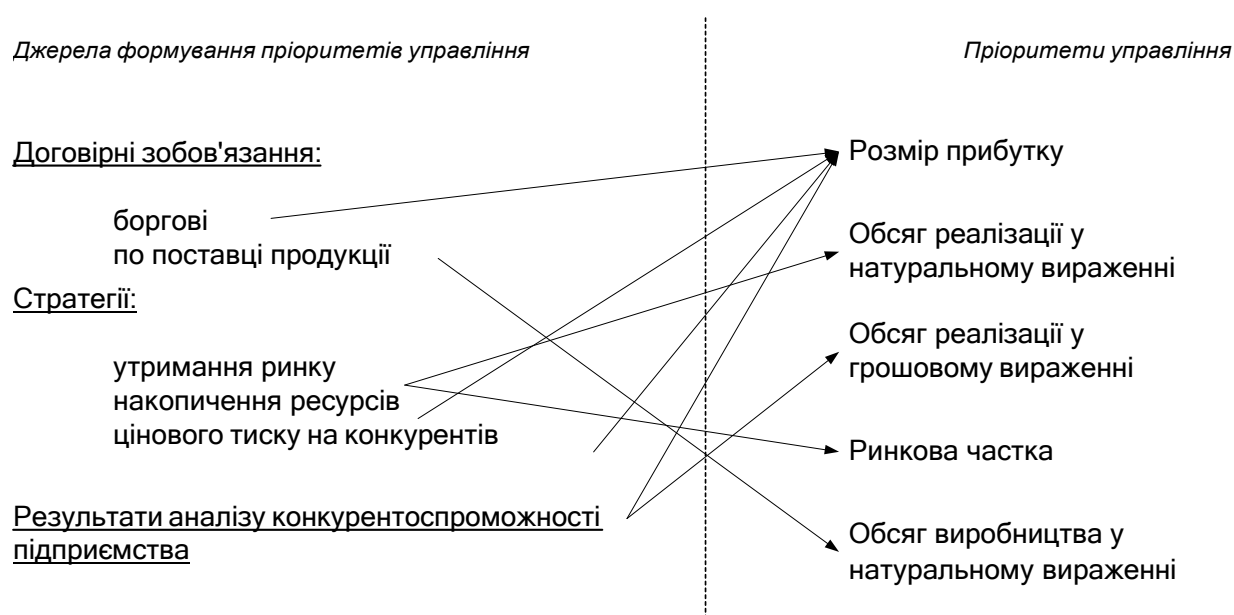 Джерела формування пріоритетів управління
Пріоритети управління
Договірні зобов'язання:
боргові
по поставці продукції
Стратегії:
утримання ринку
накопичення ресурсів
цінового тиску на конкурентів
Результати аналізу конкурентоспроможності
підприємства
Розмір прибутку
Обсяг реалізації у
натуральному вираженні
Обсяг реалізації у
грошовому вираженні
Ринкова частка
Обсяг виробництва у
натуральному вираженні